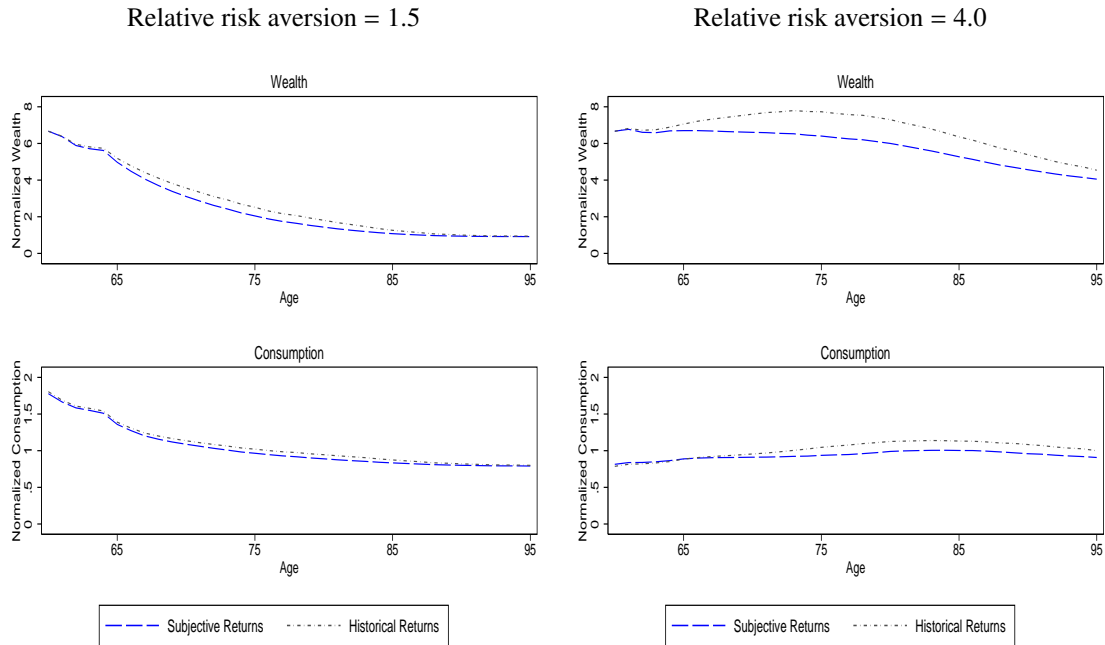 Relative risk aversion = 1.5
Wealth
Normalized Wealth
0 2 4 6 8
65 75 85 95
Age
Consumption
Normalized Consumption
0 .5 1 1.5 2
65 75 85 95
Age
Subjective Returns Historical Returns
Relative risk aversion = 4.0
Wealth
Normalized Wealth
0 2 4 6 8
65 75 85 95
Age
Consumption
Normalized Consumption
0 .5 1 1.5 2
65 75 85 95
Age
Subjective Returns Historical Returns